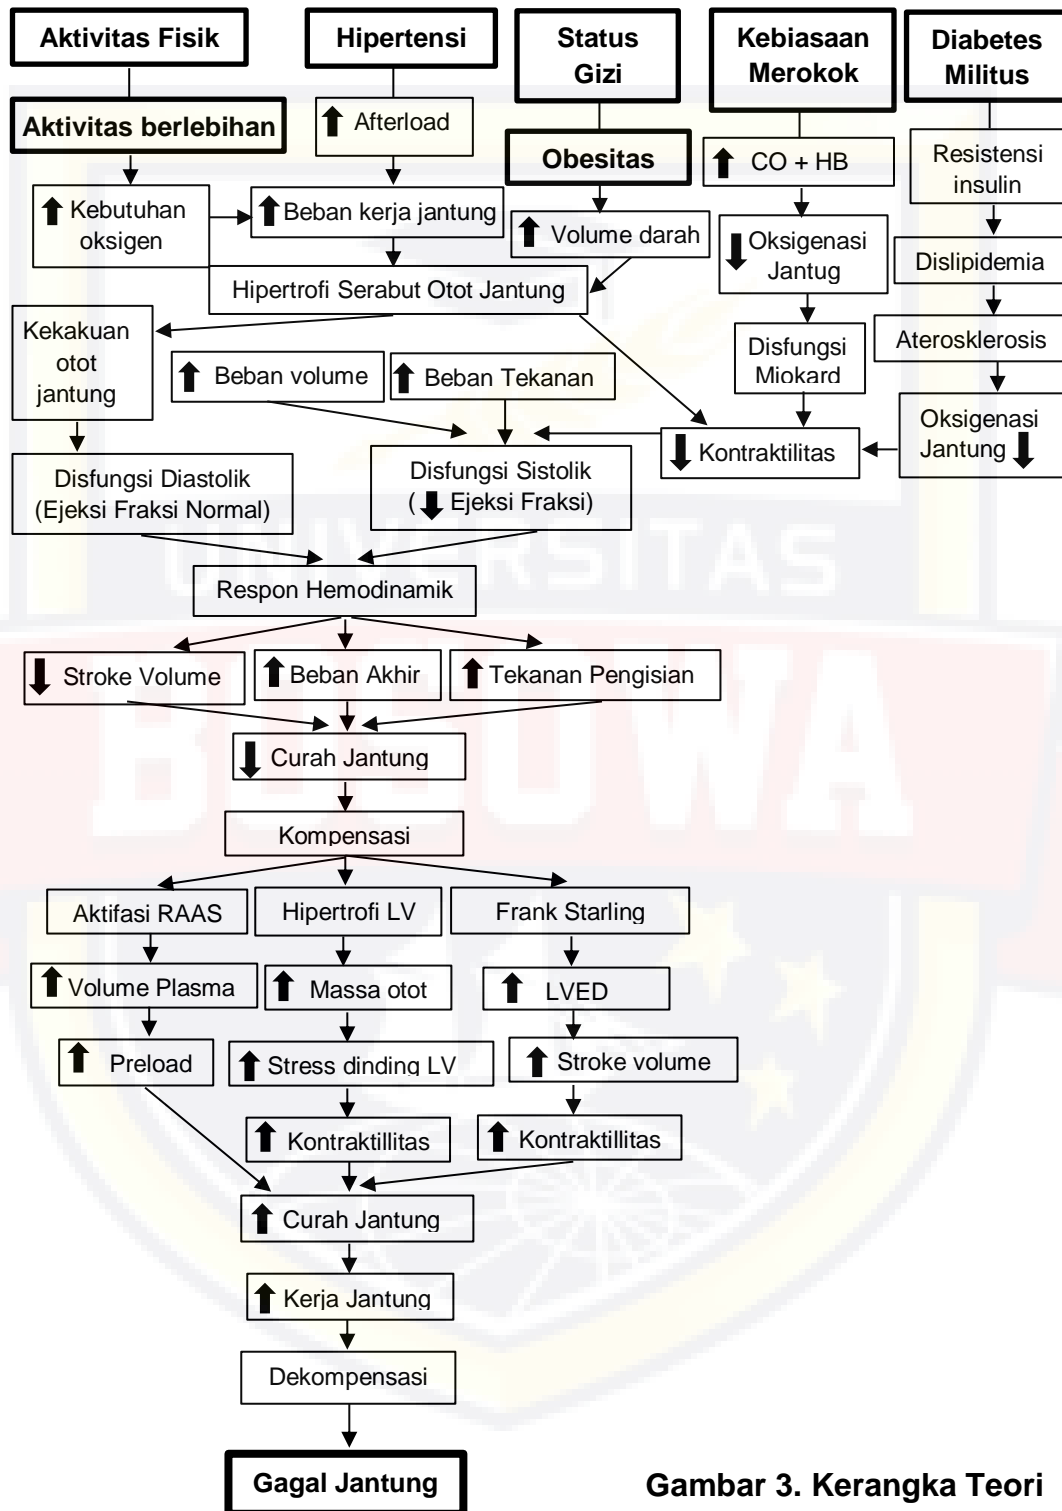 Aktivitas Fisik
Hipertensi
Status
Gizi
Kebiasaan
Merokok
Diabetes
Militus
Aktivitas berlebihan
Afterload
Obesitas
CO + HB
Resistensi
insulin
Kebutuhan
oksigen
Beban kerja jantung
Volume darah
Oksigenasi
Jantug
Dislipidemia
Hipertrofi Serabut Otot Jantung
Kekakuan
otot
jantung
Beban volume
Beban Tekanan
Disfungsi
Miokard
Aterosklerosis
Oksigenasi
Jantung
Kontraktilitas
Disfungsi Diastolik
(Ejeksi Fraksi Normal)
Disfungsi Sistolik
( Ejeksi Fraksi)
UNIVERSITAS
Respon Hemodinamik
Stroke Volume
Beban Akhir
Tekanan Pengisian
BOSOWA
Curah Jantung
Kompensasi
Aktifasi RAAS
Hipertrofi LV
Frank Starling
Volume Plasma
Massa otot
LVED
Preload
Stress dinding LV
Stroke volume
Kontraktillitas
Kontraktillitas
Curah Jantung
Kerja Jantung
Dekompensasi
Gagal Jantung
Gambar 3. Kerangka Teori